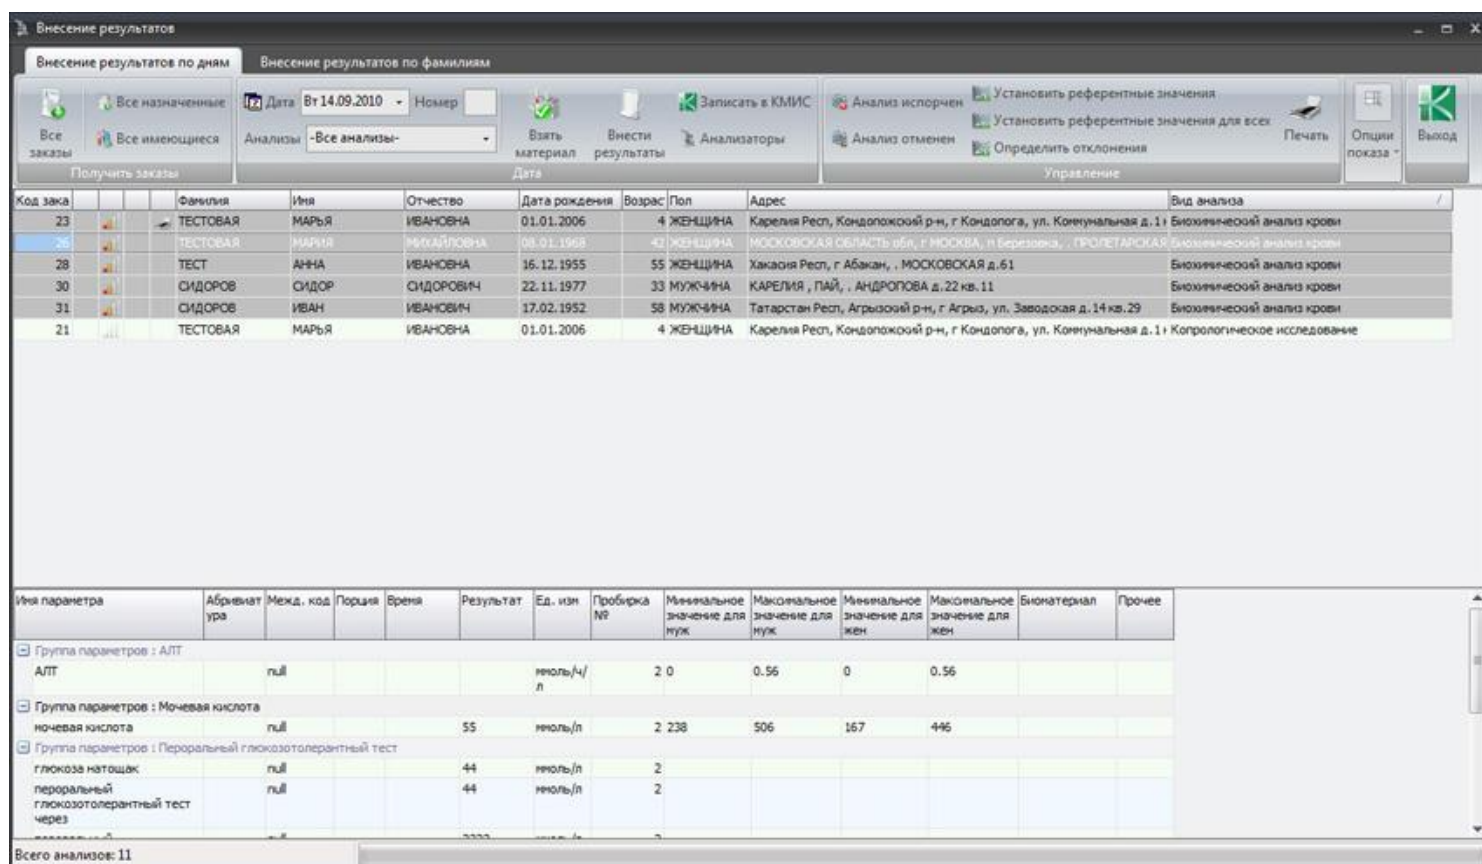 Внесение результатов
Внесение результатов по дням Внесение результатов по фамилиям
Все заказы Все назначенные Все имеющиеся Получить заказы
Дата Вт 14.09.2010 Номер
Анализы -Все анализы-
Взять материал Внести результаты Записать в КМИС Анализаторы Дата
Анализ испорчен Анализ отменен Установить референтные значения
Установить референтные значения для всех
Определить отклонения Печать Управление
Опции показа Выход
Код зака Фамилия Имя Отчество Дата рождения Возрас Пол Адрес Вид анализа
23 ТЕСТОВАЯ МАРЬЯ ИВАНОВНА 01.01.2006 4 ЖЕНЩИНА Карелия Респ, Кондопожский р-н, г Кондопога, ул. Коммунальная д.1 Биохимический анализ крови
26 ТЕСТОВАЯ МАРИЯ МИХАЙЛОВНА 08.01.1968 42 ЖЕНЩИНА МОСКОВСКАЯ ОБЛАСТЬ обл, г МОСКВА, п Березовка, . ПРОЛЕТАРСКАЯ Биохимический анализ крови
28 ТЕСТ АННА ИВАНОВНА 16.12.1955 55 ЖЕНЩИНА Хакасия Респ, г Абакан, . МОСКОВСКАЯ д.61 Биохимический анализ крови
30 СИДОРОВ СИДОР СИДОРОВИЧ 22.11.1977 33 МУЖЧИНА КАРЕЛИЯ , ПАЙ, . АНДРОПОВА д.22 кв.11 Биохимический анализ крови
31 СИДОРОВ ИВАН ИВАНОВИЧ 17.02.1952 58 МУЖЧИНА Татарстан Респ, Агрызский р-н, г Агрыз, ул. Заводская д.14 кв.29 Биохимический анализ крови
21 ТЕСТОВАЯ МАРЬЯ ИВАНОВНА 01.01.2006 4 ЖЕНЩИНА Карелия Респ, Кондопожский р-н, г Кондопога, ул. Коммунальная д.1 Копрологическое исследование
Имя параметра Абривиат Межд. код Порция Время Результат Ед. изм Пробирка Минимальное Максимальное Минимальное Максимальное Биоматериал Прочее
ура № значение для значение для значение для значение для
муж муж жен жен
Группа параметров : АЛТ
АЛТ null ммоль/ч/ 2 0 0.56 0 0.56
л
Группа параметров : Мочевая кислота
мочевая кислота null 55 ммоль/л 2 238 506 167 446
Группа параметров : Пероральный глюкозотолерантный тест
глюкоза натощак null 44 ммоль/л 2
пероральный null 44 ммоль/л 2
глюкозотолерантный тест
через
Всего анализов: 11